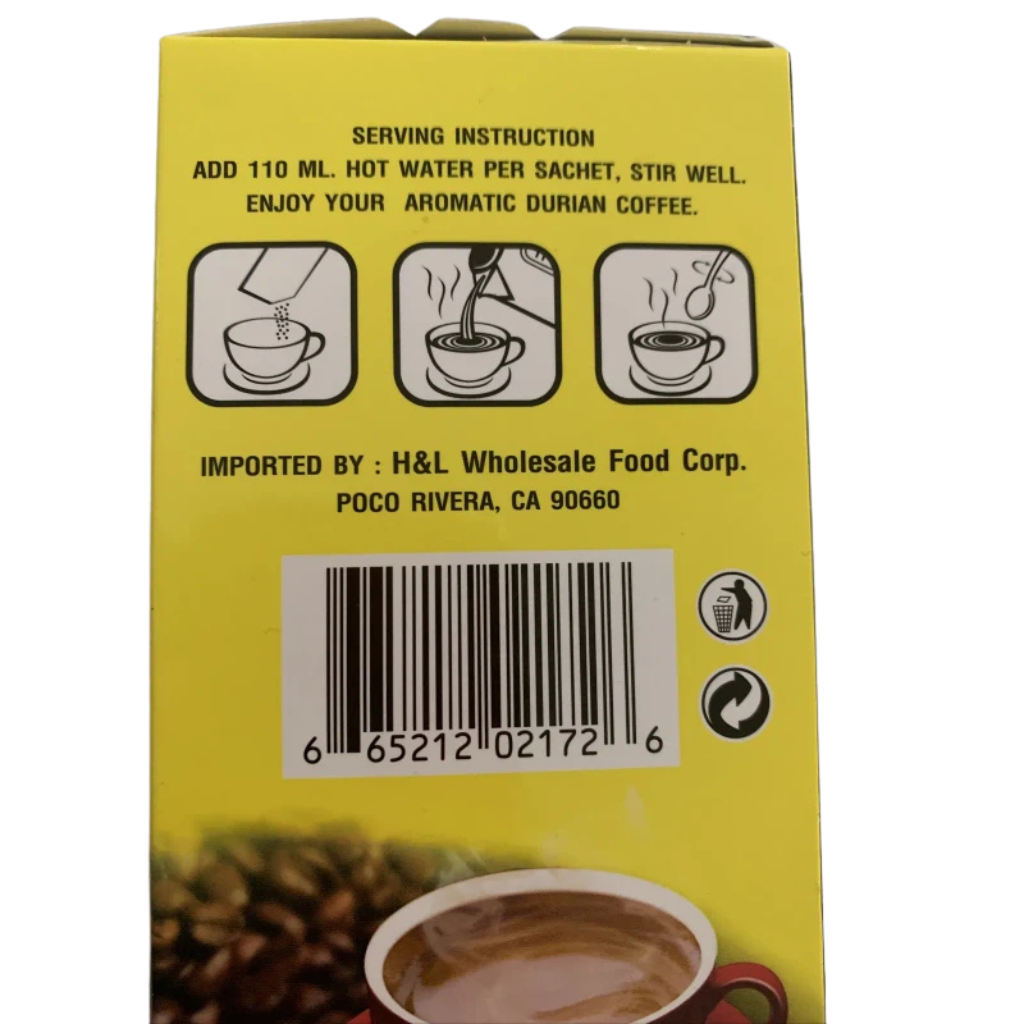 SERVING INSTRUCTION
ADD 110 ML. HOT WATER PER SACHET, STIR WELL.
ENJOY YOUR AROMATIC DURIAN COFFEE.
IMPORTED BY : H&L Wholesale Food Corp.
POCO RIVERA, CA 90660
6 65212 02172 6